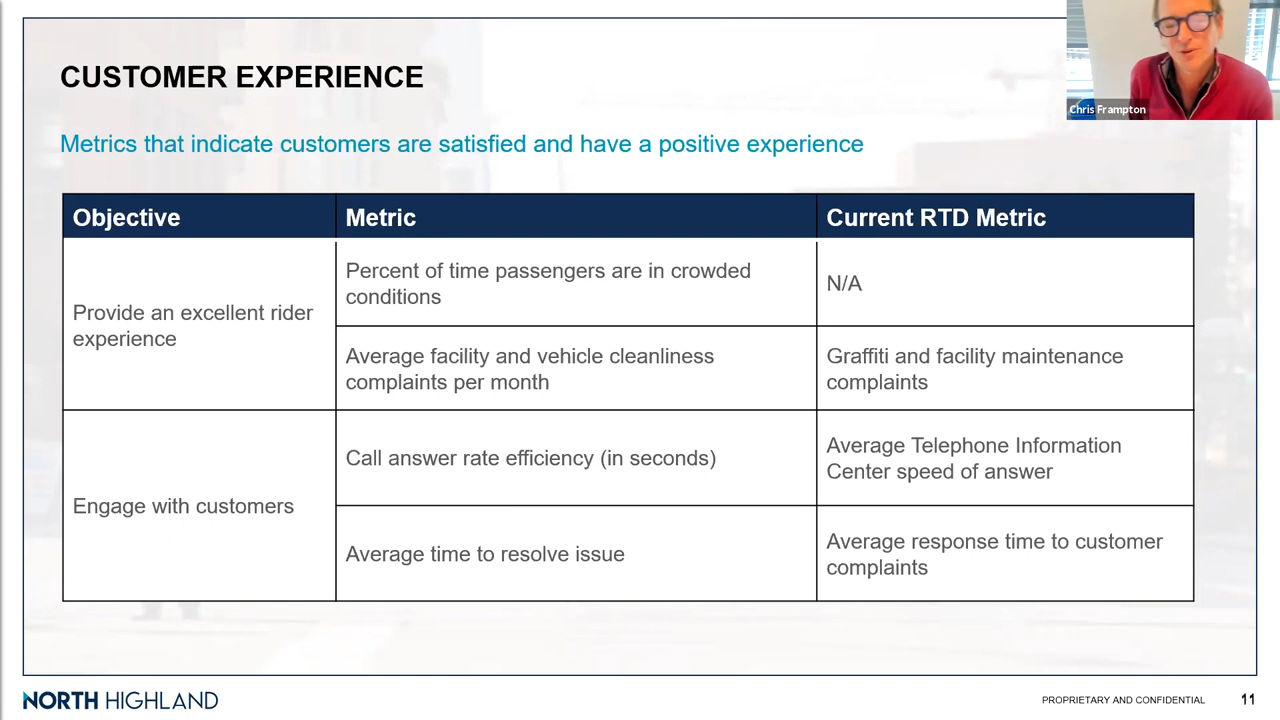 CUSTOMER EXPERIENCE
Chris Frampton
Metrics that indicate customers are satisfied and have a positive experience
Objective
Metric
Current RTD Metric
Provide an excellent rider
experience
Percent of time passengers are in crowded
conditions
N/A
Average facility and vehicle cleanliness
complaints per month
Graffiti and facility maintenance
complaints
Engage with customers
Call answer rate efficiency (in seconds)
Average Telephone Information
Center speed of answer
Average time to resolve issue
Average response time to customer
complaints
NORTH HIGHLAND
PROPRIETARY AND CONFIDENTIAL
11